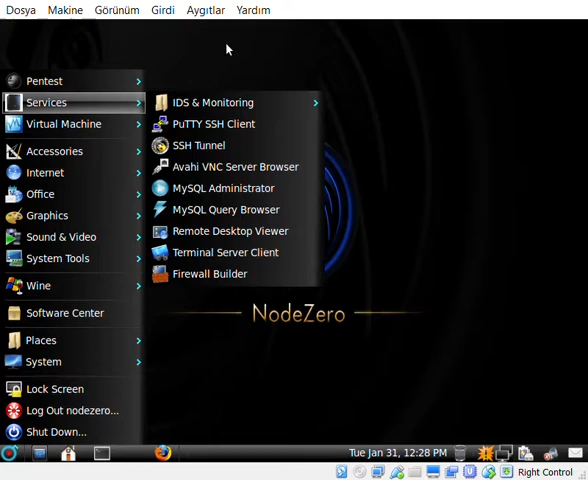 Dosya Makine Görünüm Girdi Aygıtlar Yardım
Pentest
Services
Virtual Machine
Accessories
Internet
Office
Graphics
Sound & Video
System Tools
Wine
Software Center
Places
System
Lock Screen
Log Out nodezero...
Shut Down...
IDS & Monitoring
PuTTY SSH Client
SSH Tunnel
Avahi VNC Server Browser
MySQL Administrator
MySQL Query Browser
Remote Desktop Viewer
Terminal Server Client
Firewall Builder
NodeZero
Tue Jan 31, 12:28 PM
Right Control